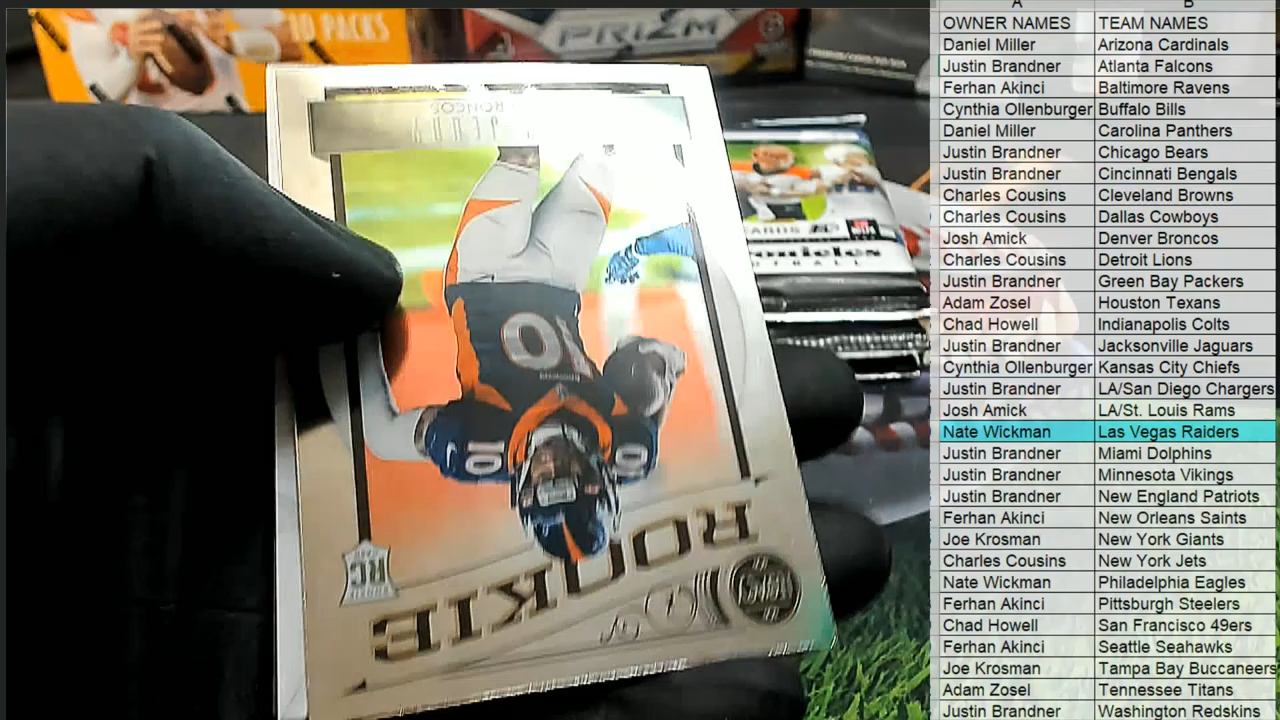 10 PACKS
PRIZM
A
B
OWNER NAMES TEAM NAMES
Daniel Miller Arizona Cardinals
Justin Brandner Atlanta Falcons
Ferhan Akinci Baltimore Ravens
Cynthia Ollenburger Buffalo Bills
Daniel Miller Carolina Panthers
Justin Brandner Chicago Bears
Justin Brandner Cincinnati Bengals
Charles Cousins Cleveland Browns
Charles Cousins Dallas Cowboys
Josh Amick Denver Broncos
Charles Cousins Detroit Lions
Justin Brandner Green Bay Packers
Adam Zosel Houston Texans
Chad Howell Indianapolis Colts
Justin Brandner Jacksonville Jaguars
Cynthia Ollenburger Kansas City Chiefs
Justin Brandner LA/San Diego Chargers
Josh Amick LA/St. Louis Rams
Nate Wickman Las Vegas Raiders
Justin Brandner Miami Dolphins
Justin Brandner Minnesota Vikings
Justin Brandner New England Patriots
Ferhan Akinci New Orleans Saints
Joe Krosman New York Giants
Charles Cousins New York Jets
Nate Wickman Philadelphia Eagles
Ferhan Akinci Pittsburgh Steelers
Chad Howell San Francisco 49ers
Ferhan Akinci Seattle Seahawks
Joe Krosman Tampa Bay Buccaneers
Adam Zosel Tennessee Titans
Justin Brandner Washington Redskins
10
10
RC
ROOKIE